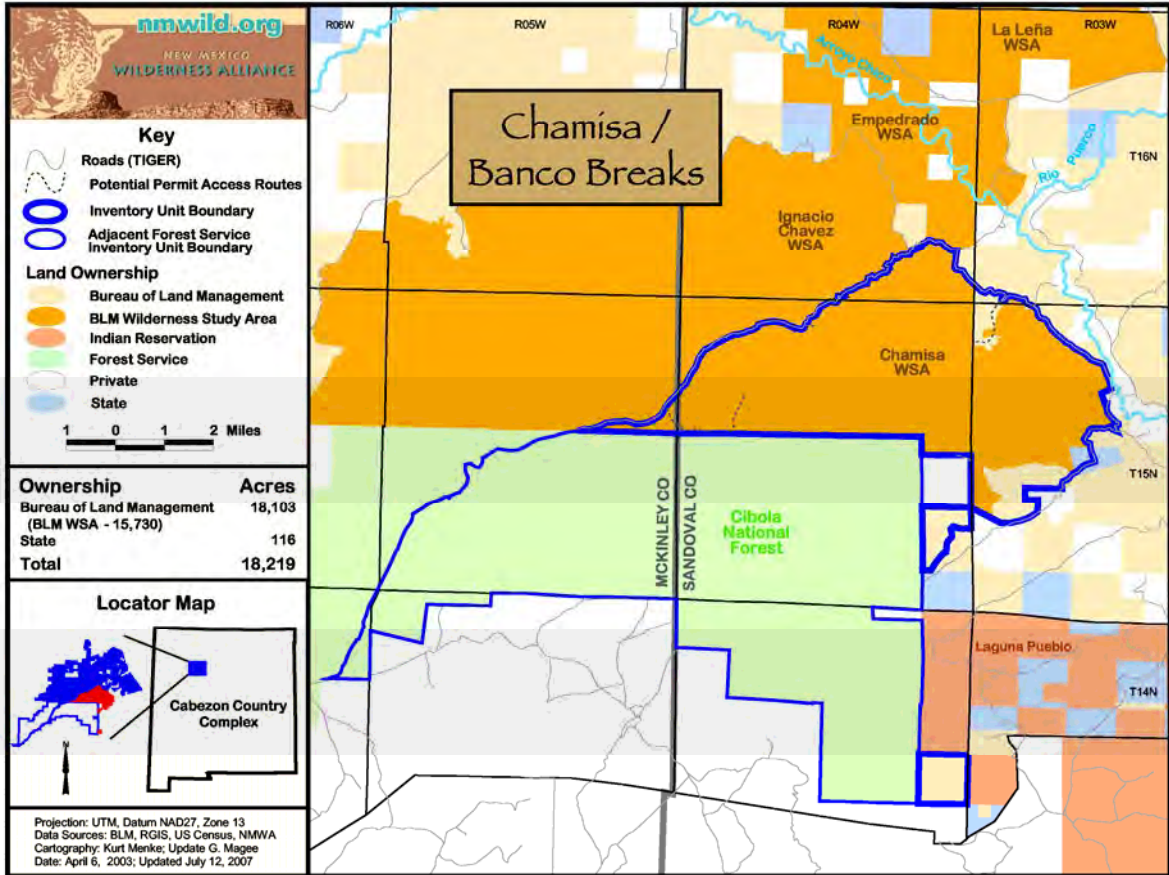 nmwild.org
NEW MEXICO
WILDERNESS ALLIANCE
Key
Roads (TIGER)
Potential Permit Access Routes
Inventory Unit Boundary
Adjacent Forest Service
Inventory Unit Boundary
Land Ownership
Bureau of Land Management
BLM Wilderness Study Area
Indian Reservation
Forest Service
Private
State
1 0 1 2 Miles
Ownership Acres
Bureau of Land Management 18,103
(BLM WSA - 15,730)
State 116
Total 18,219
Locator Map
Cabezon Country
Complex
N
Projection: UTM, Datum NAD27, Zone 13
Data Sources: BLM, RGIS, US Census, NMWA
Cartography: Kurt Menke; Update G. Magee
Date: April 6, 2003; Updated July 12, 2007
R06W R05W R04W R03W
Chamisa /
Banco Breaks
La Leña
WSA
Arroyo Chico
Empedrado
WSA
Rio Puerco
T16N
Ignacio
Chavez
WSA
Chamisa
WSA
T15N
MCKINLEY CO
SANDOVAL CO
Cibola
National
Forest
Laguna Pueblo
T14N